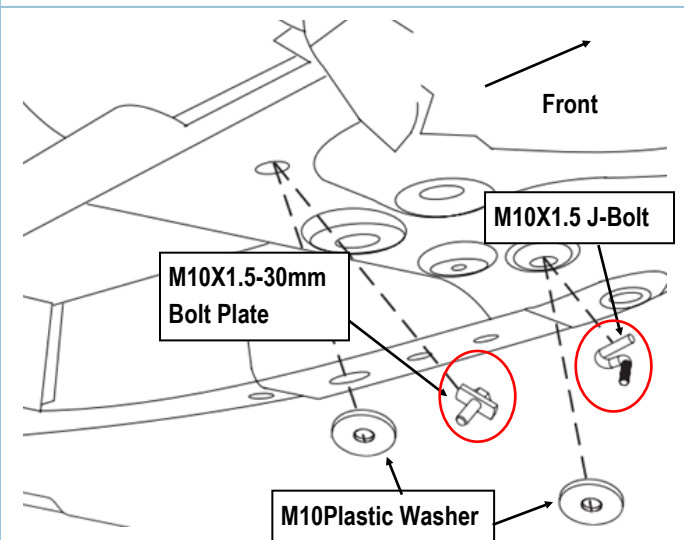 Front
M10X1.5 J-Bolt
M10X1.5-30mm
Bolt Plate
M10Plastic Washer